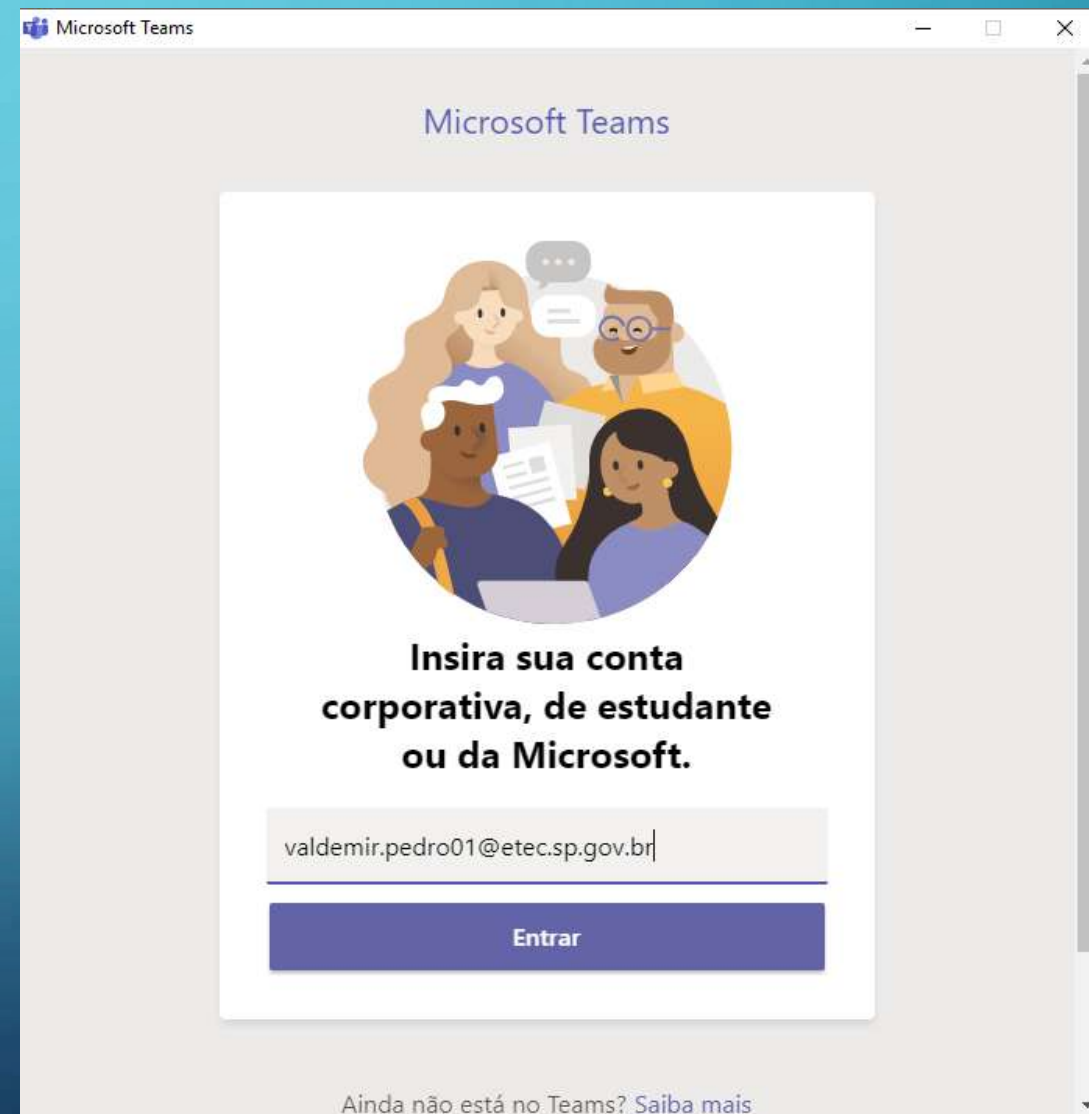 Microsoft Teams
Microsoft Teams
Insira sua conta
corporativa, de estudante
ou da Microsoft.
valdemir.pedro01@etec.sp.gov.br
Entrar
Ainda não está no Teams? Saiba mais